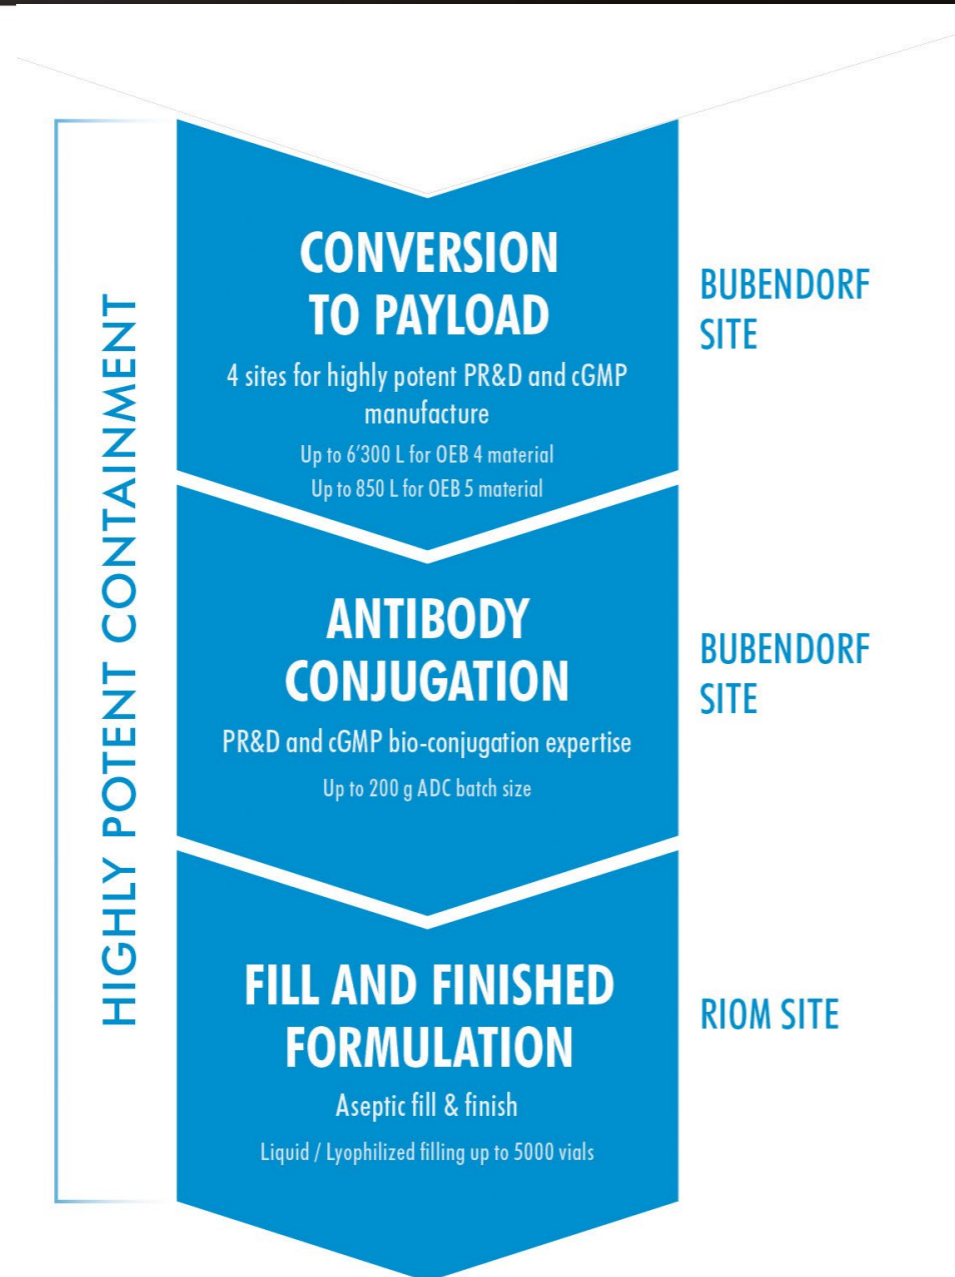 HIGHLY POTENT CONTAINMENT
CONVERSION
TO PAYLOAD
4 sites for highly potent PR&D and cGMP
manufacture
Up to 6’300 L for OEB 4 material
Up to 850 L for OEB 5 material
BUBENDORF
SITE
ANTIBODY
CONJUGATION
PR&D and cGMP bio-conjugation expertise
Up to 200 g ADC batch size
BUBENDORF
SITE
FILL AND FINISHED
FORMULATION
Aseptic fill & finish
Liquid / Lyophilized filling up to 5000 vials
RIOM SITE